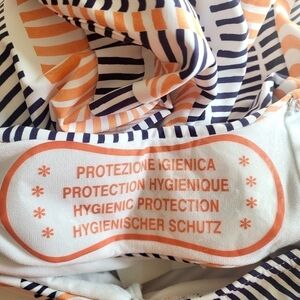 PROTEZIONE IGIENICA
PROTECTION HYGIENIQUE
HYGIENIC PROTECTION
HYGIENISCHER SCHUTZ